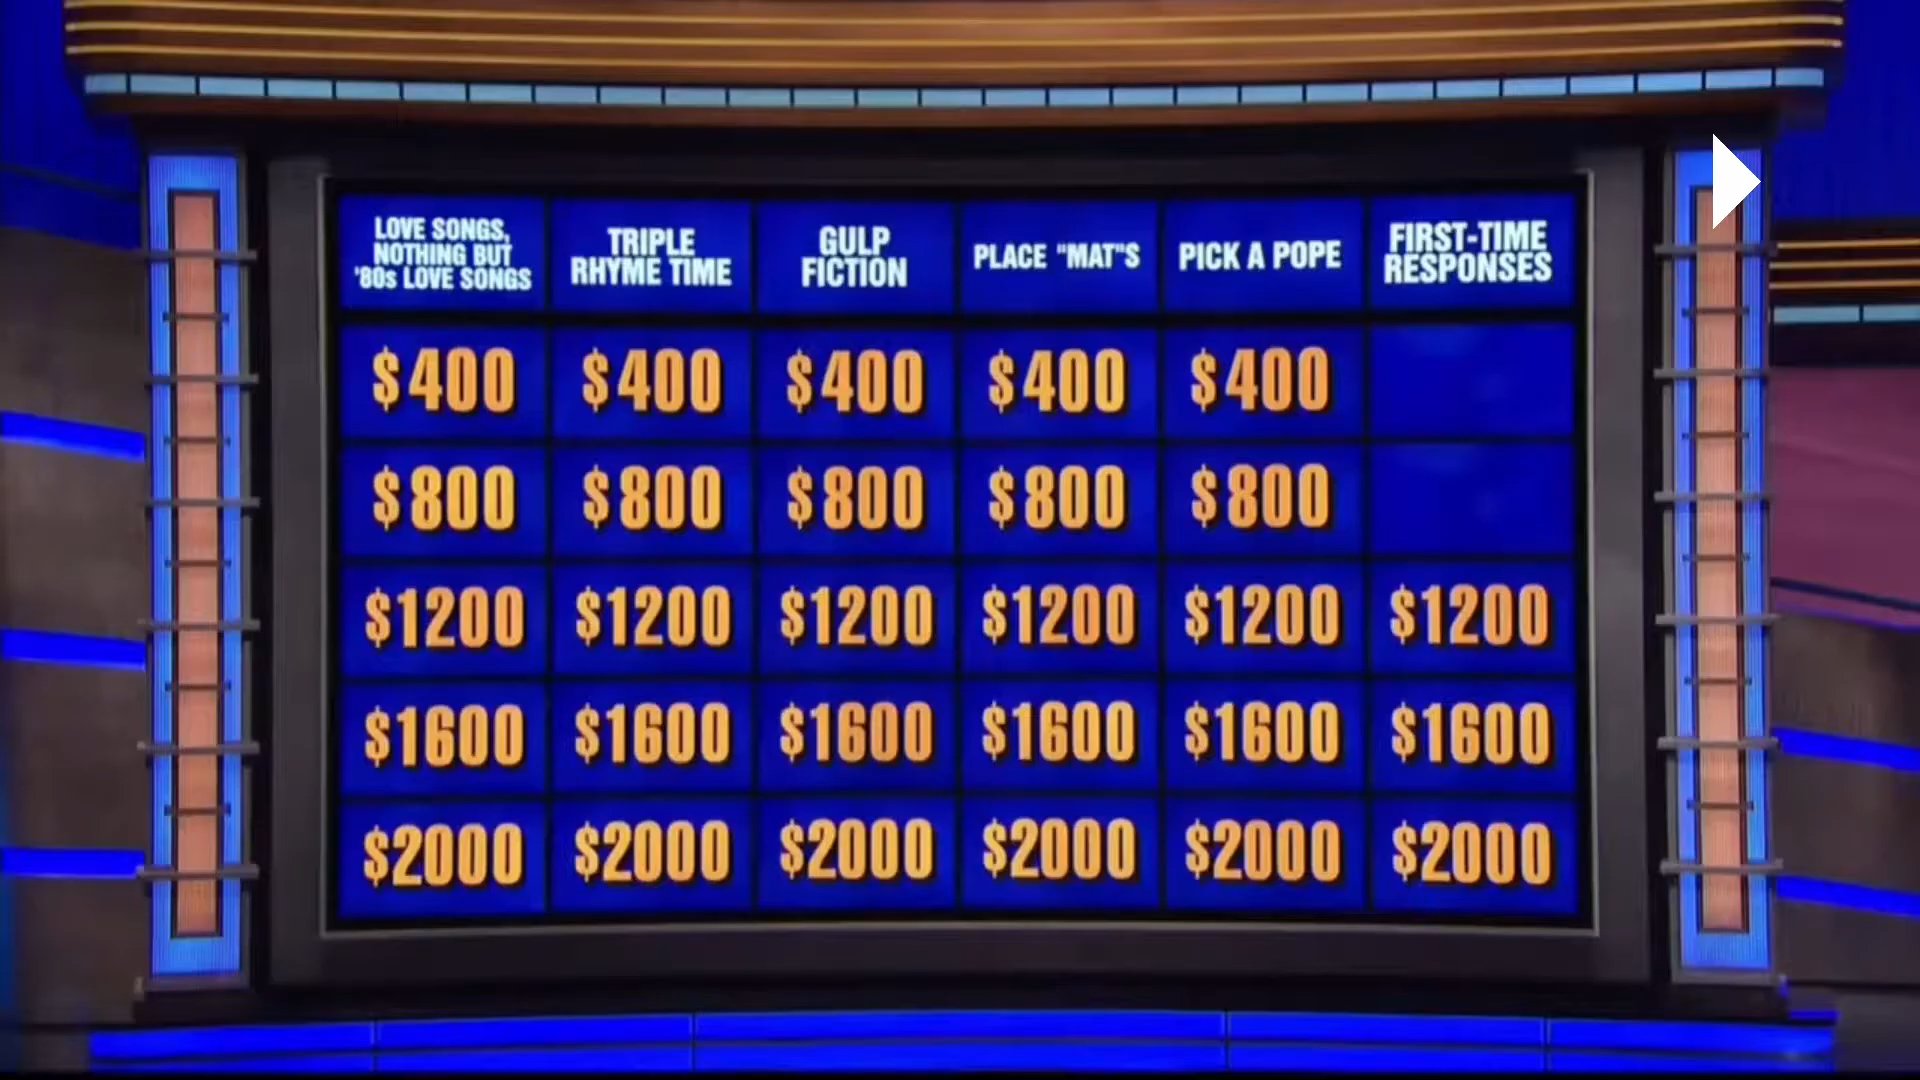 LOVE SONGS,
NOTHING BUT
'80s LOVE SONGS
TRIPLE
RHYME TIME
GULP
FICTION
PLACE "MAT"S
PICK A POPE
FIRST-TIME
RESPONSES
$400 $400 $400 $400 $400
$800 $800 $800 $800 $800
$1200 $1200 $1200 $1200 $1200 $1200
$1600 $1600 $1600 $1600 $1600 $1600
$2000 $2000 $2000 $2000 $2000 $2000